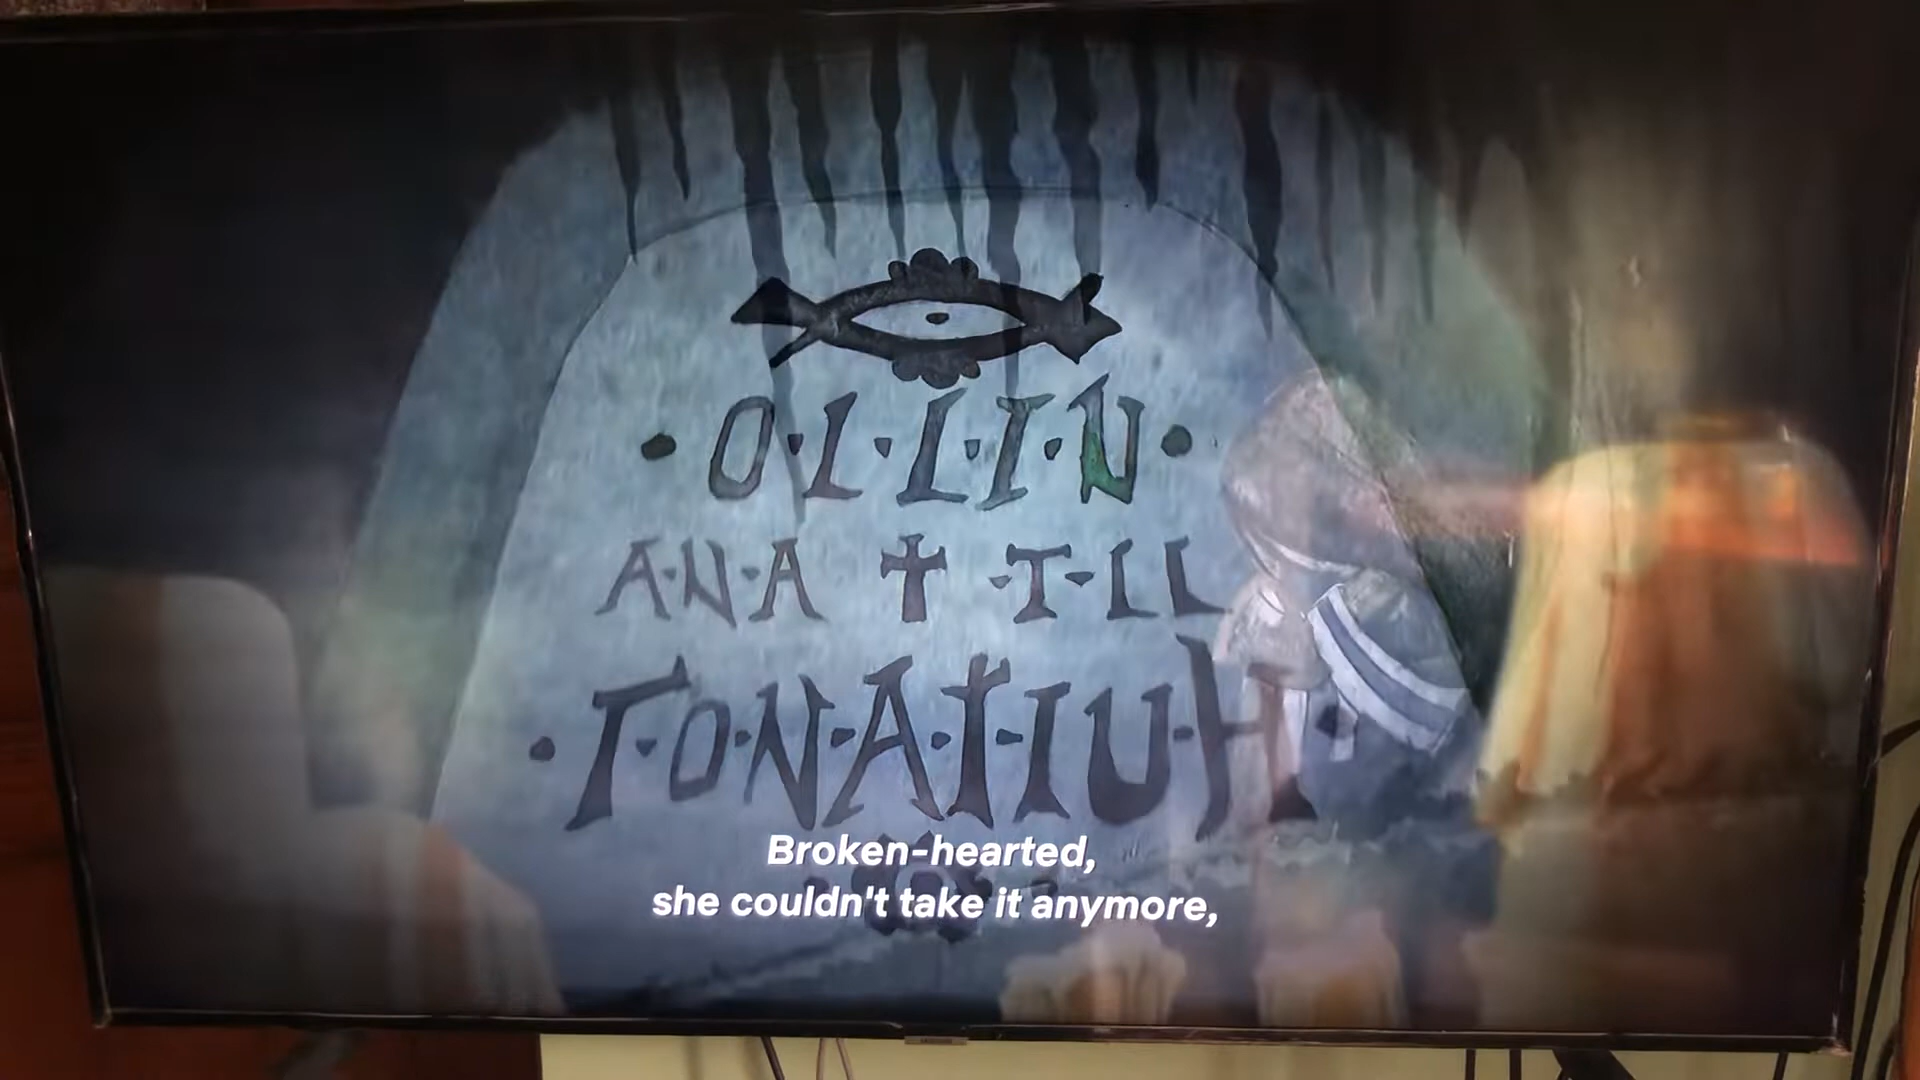 ·O·L·L·I·N·
A·N·A ✝ ·T·I·L
·T·O·N·A·T·I·U·H·
Broken-hearted,
she couldn't take it anymore,